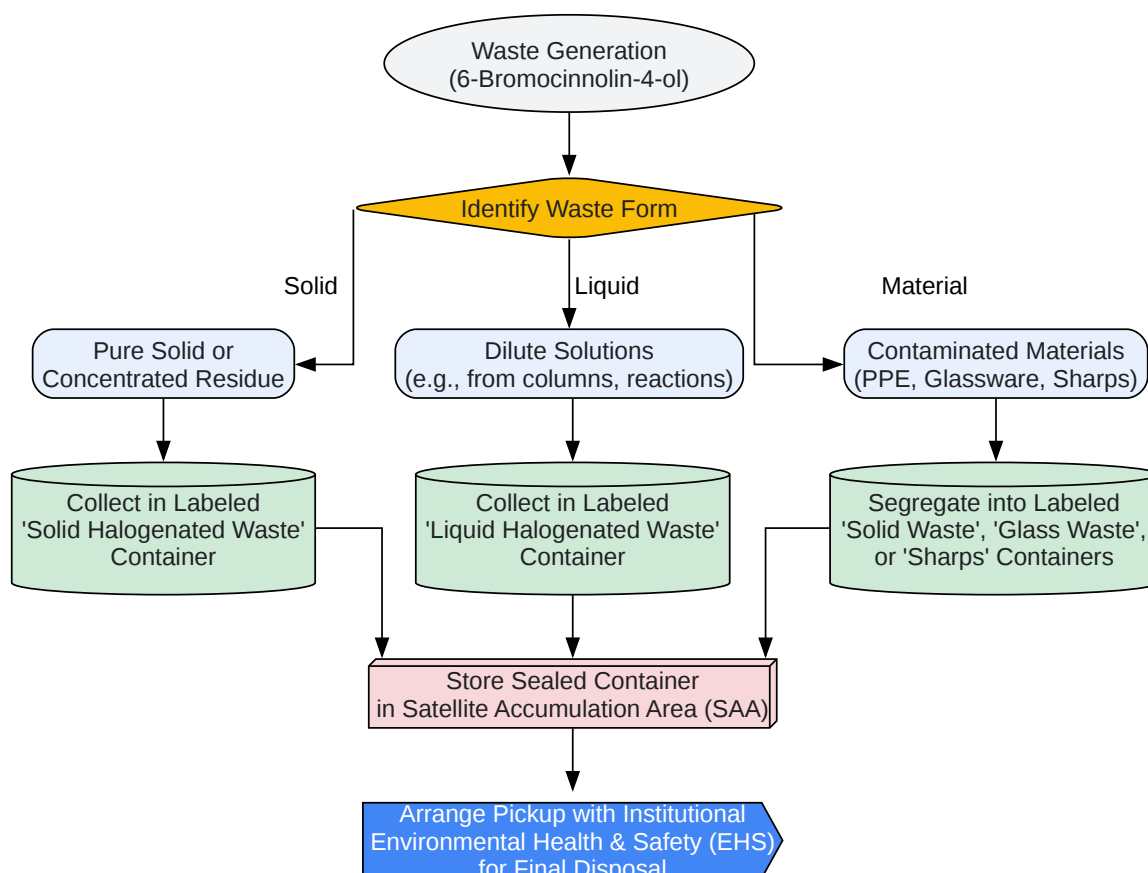 Waste Generation
(6-Bromocinnolin-4-ol)
Identify Waste Form
Solid
Liquid
Material
Pure Solid or
Concentrated Residue
Dilute Solutions
(e.g., from columns, reactions)
Contaminated Materials
(PPE, Glassware, Sharps)
Collect in Labeled
'Solid Halogenated Waste'
Container
Collect in Labeled
'Liquid Halogenated Waste'
Container
Segregate into Labeled
'Solid Waste', 'Glass Waste',
or 'Sharps' Containers
Store Sealed Container
in Satellite Accumulation Area (SAA)
Arrange Pickup with Institutional
Environmental Health & Safety (EHS)
for Final Disposal